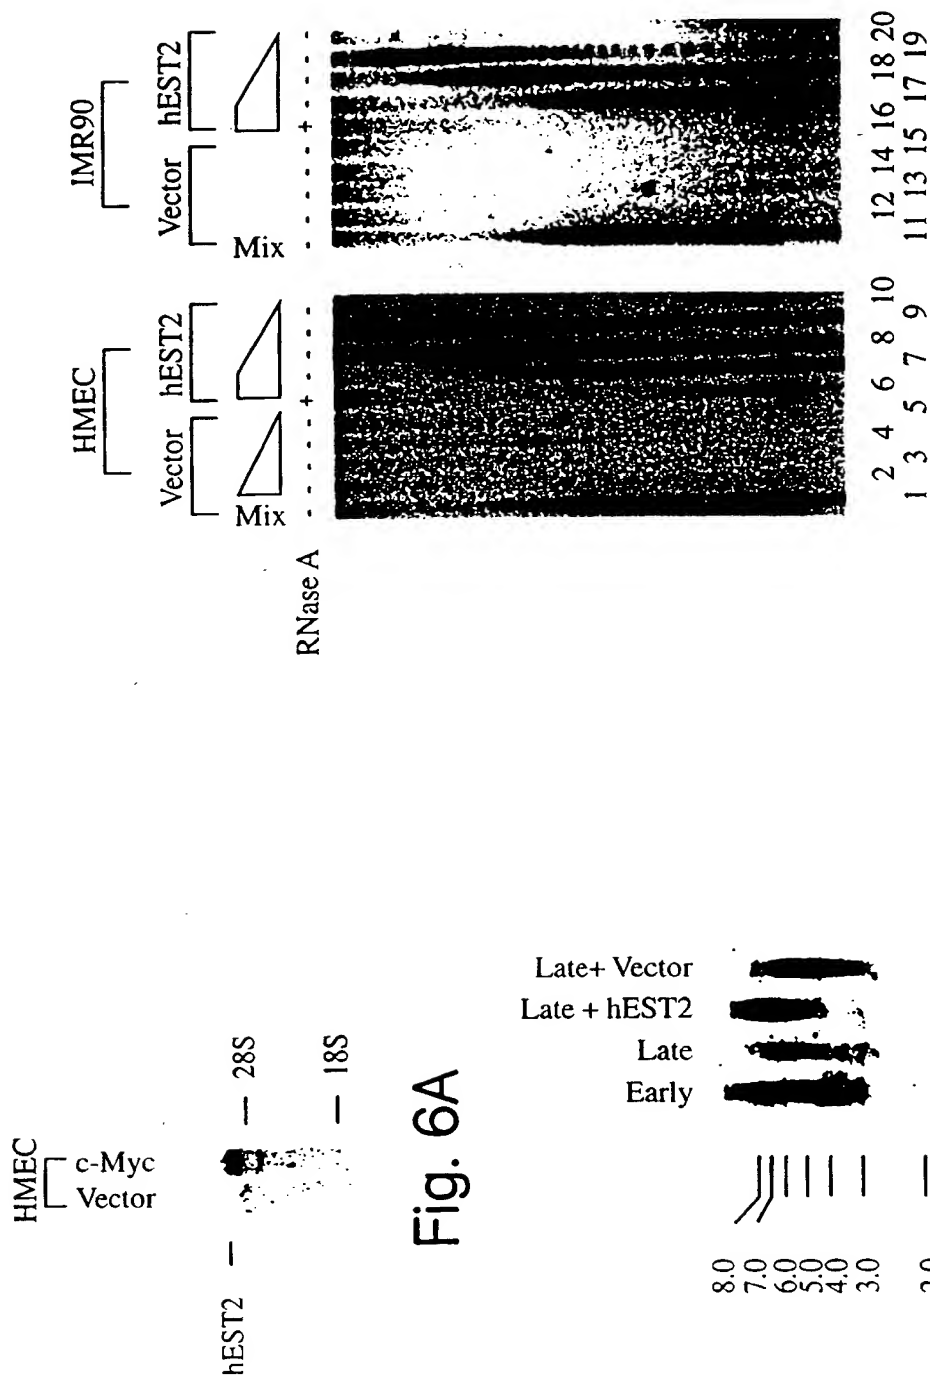 HMEC
IMR90
Vector
hEST2
Vector
hEST2
Mix
Mix
RNase A
- - - - - + - - - -
- - - - - + - - - -
1 2 3 4 5 6 7 8 9 10
11 12 13 14 15 16 17 18 19 20
HMEC
Vector
c-Myc
hEST2
28S
18S
Fig. 6A
Early
Late
Late + hEST2
Late+ Vector
8.0
7.0
6.0
5.0
4.0
3.0